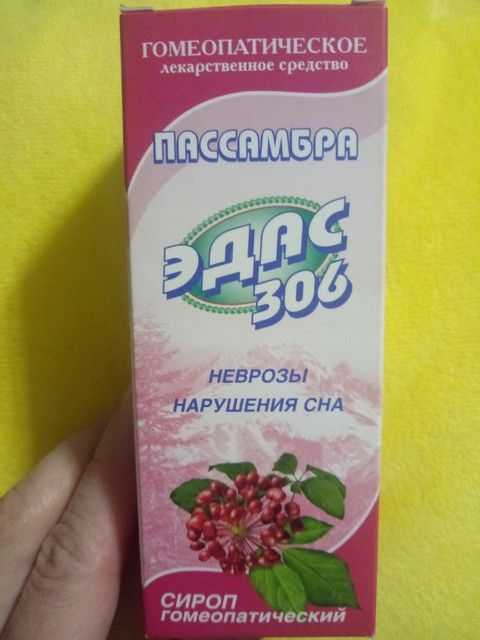 ГОМЕОПАТИЧЕСКОЕ
лекарственное средство
ПАССАМБРА
ЭДАС
306
НЕВРОЗЫ
НАРУШЕНИЯ СНА
СИРОП
гомеопатический